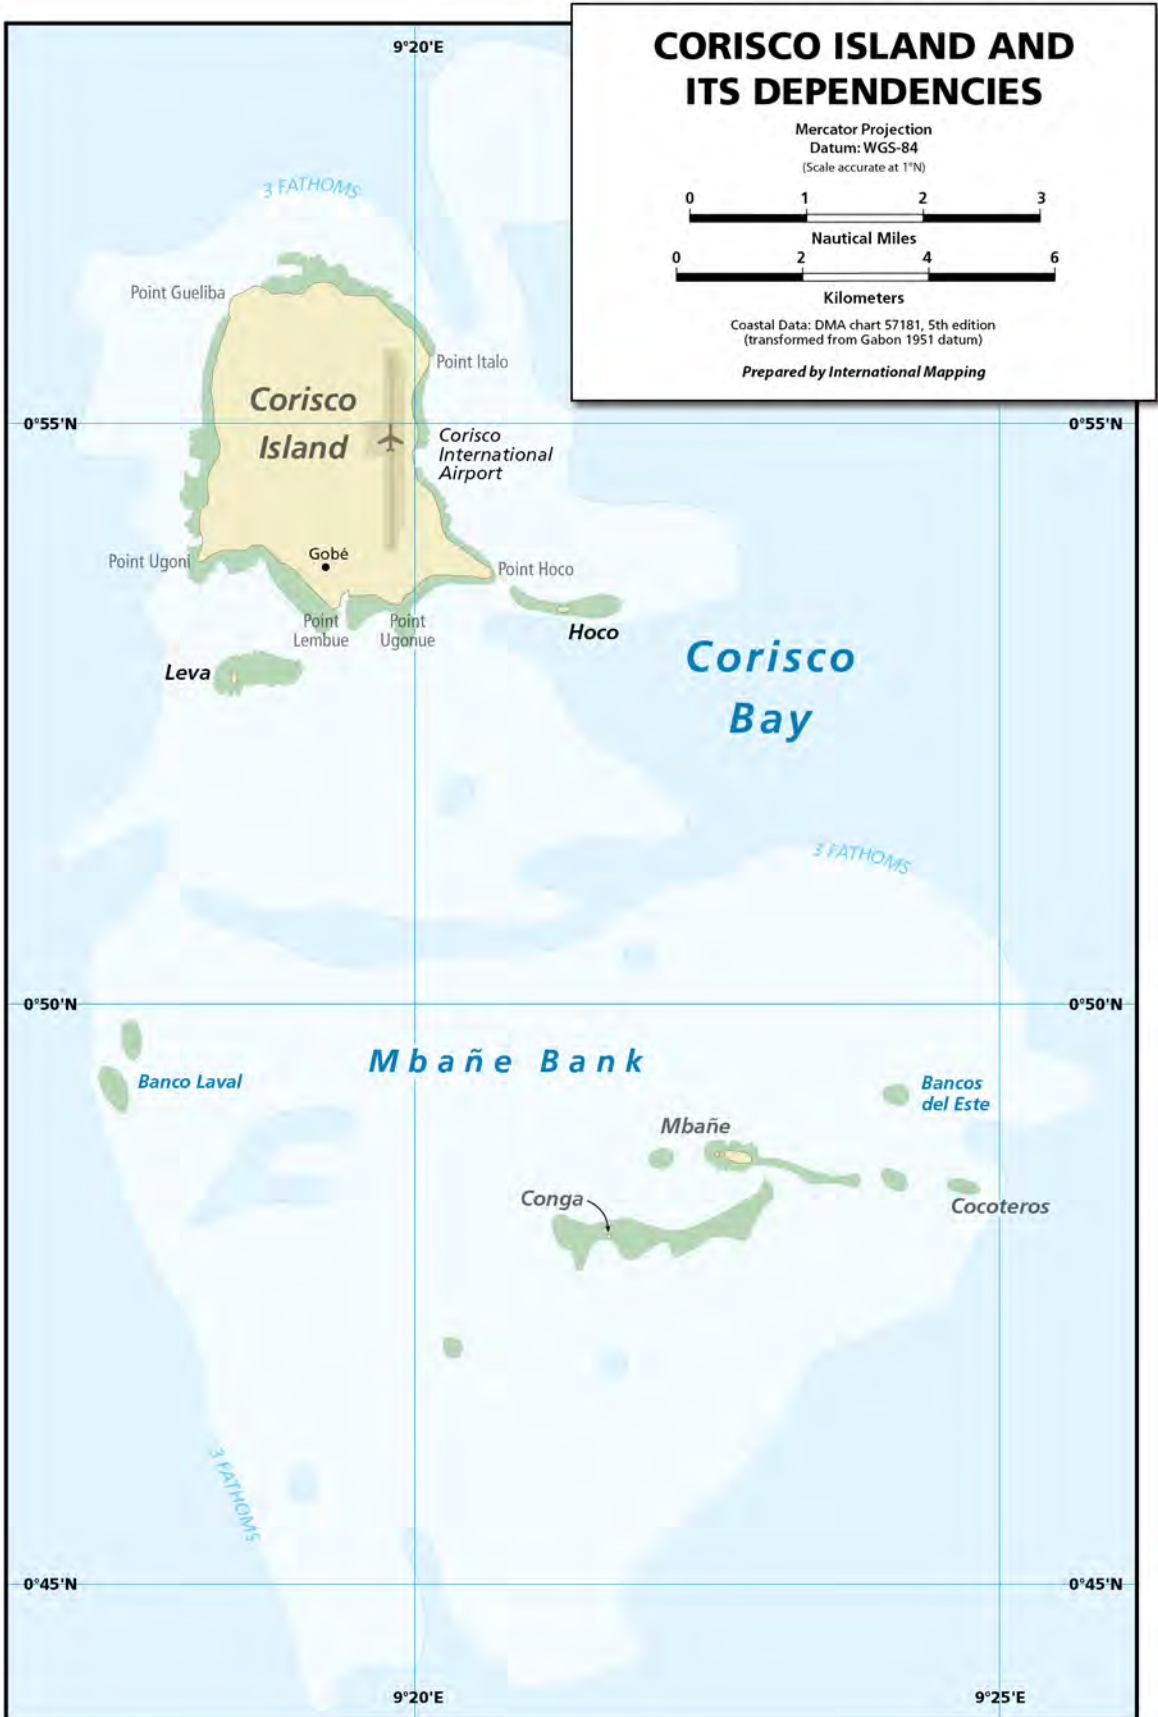 CORISCO ISLAND AND
ITS DEPENDENCIES
Mercator Projection
Datum: WGS-84
(Scale accurate at 1°N)
0 1 2 3
Nautical Miles
0 2 4 6
Kilometers
Coastal Data: DMA chart 57181, 5th edition
(transformed from Gabon 1951 datum)
Prepared by International Mapping
9°20'E
3 FATHOMS
Point Gueliba
Point Italo
Corisco
Island
0°55'N
0°55'N
Corisco
International
Airport
Gobé
Point Ugoni
Point Hoco
Point
Lembue
Point
Ugonue
Hoco
Leva
Corisco
Bay
3 FATHOMS
0°50'N
0°50'N
Mbañe Bank
Banco Laval
Bancos
del Este
Mbañe
Conga
Cocoteros
3 FATHOMS
0°45'N
0°45'N
9°20'E
9°25'E